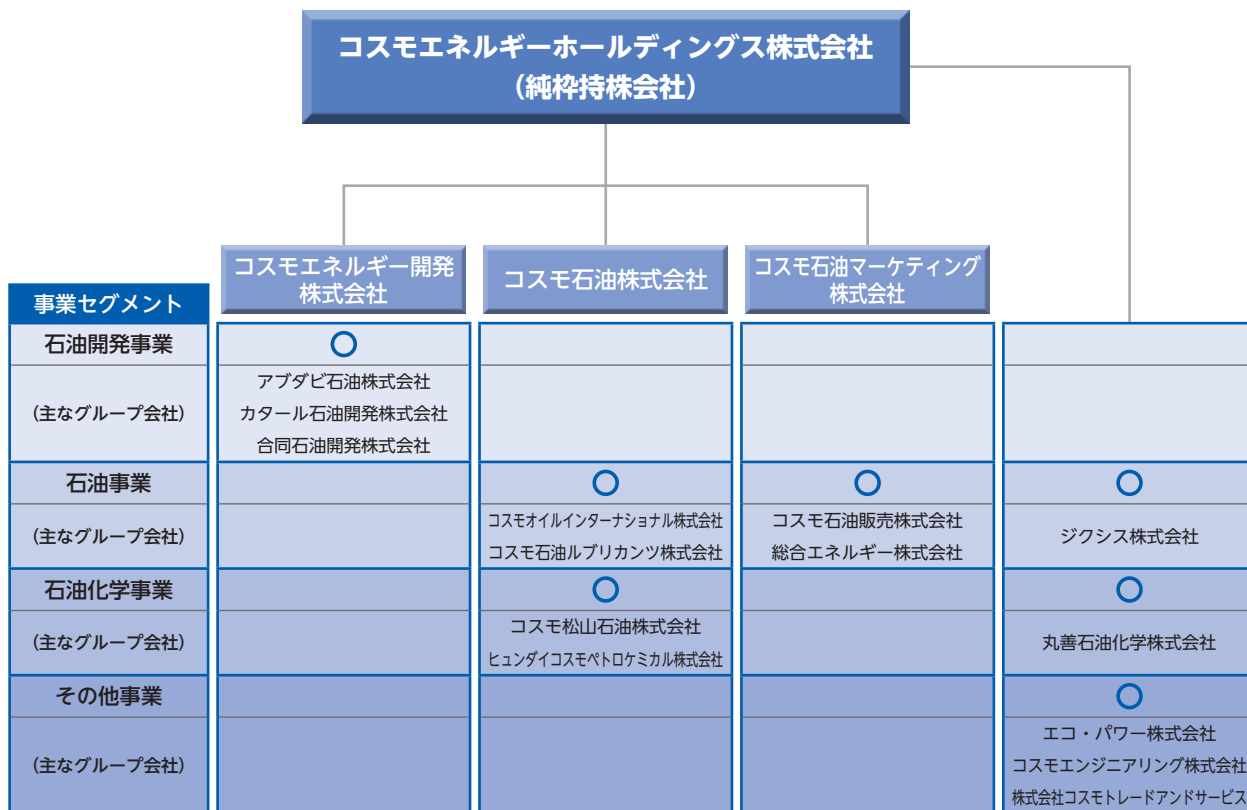 コスモエネルギーホールディングス株式会社
（純粋持株会社）
コスモエネルギー開発
株式会社
コスモ石油株式会社
コスモ石油マーケティング
株式会社
事業セグメント
石油開発事業
○
（主なグループ会社）
アブダビ石油株式会社
カタール石油開発株式会社
合同石油開発株式会社
石油事業
○
○
○
（主なグループ会社）
コスモオイルインターナショナル株式会社
コスモ石油ルブリカンツ株式会社
コスモ石油販売株式会社
総合エネルギー株式会社
ジクシス株式会社
石油化学事業
○
○
（主なグループ会社）
コスモ松山石油株式会社
ヒュンダイコスモペトロケミカル株式会社
丸善石油化学株式会社
その他事業
○
（主なグループ会社）
エコ・パワー株式会社
コスモエンジニアリング株式会社
株式会社コスモトレードアンドサービス